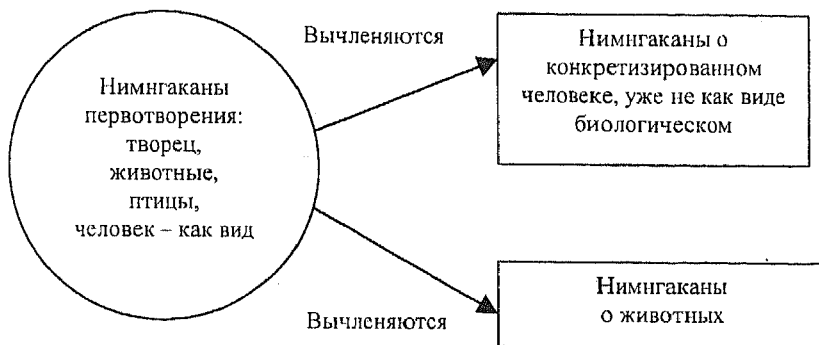 Нимнгаканы
первотворения:
творец,
животные,
птицы,
человек – как вид
Вычленяются
Нимнгаканы о
конкретизированном
человеке, уже не как виде
биологическом
Вычленяются
Нимнгаканы
о животных